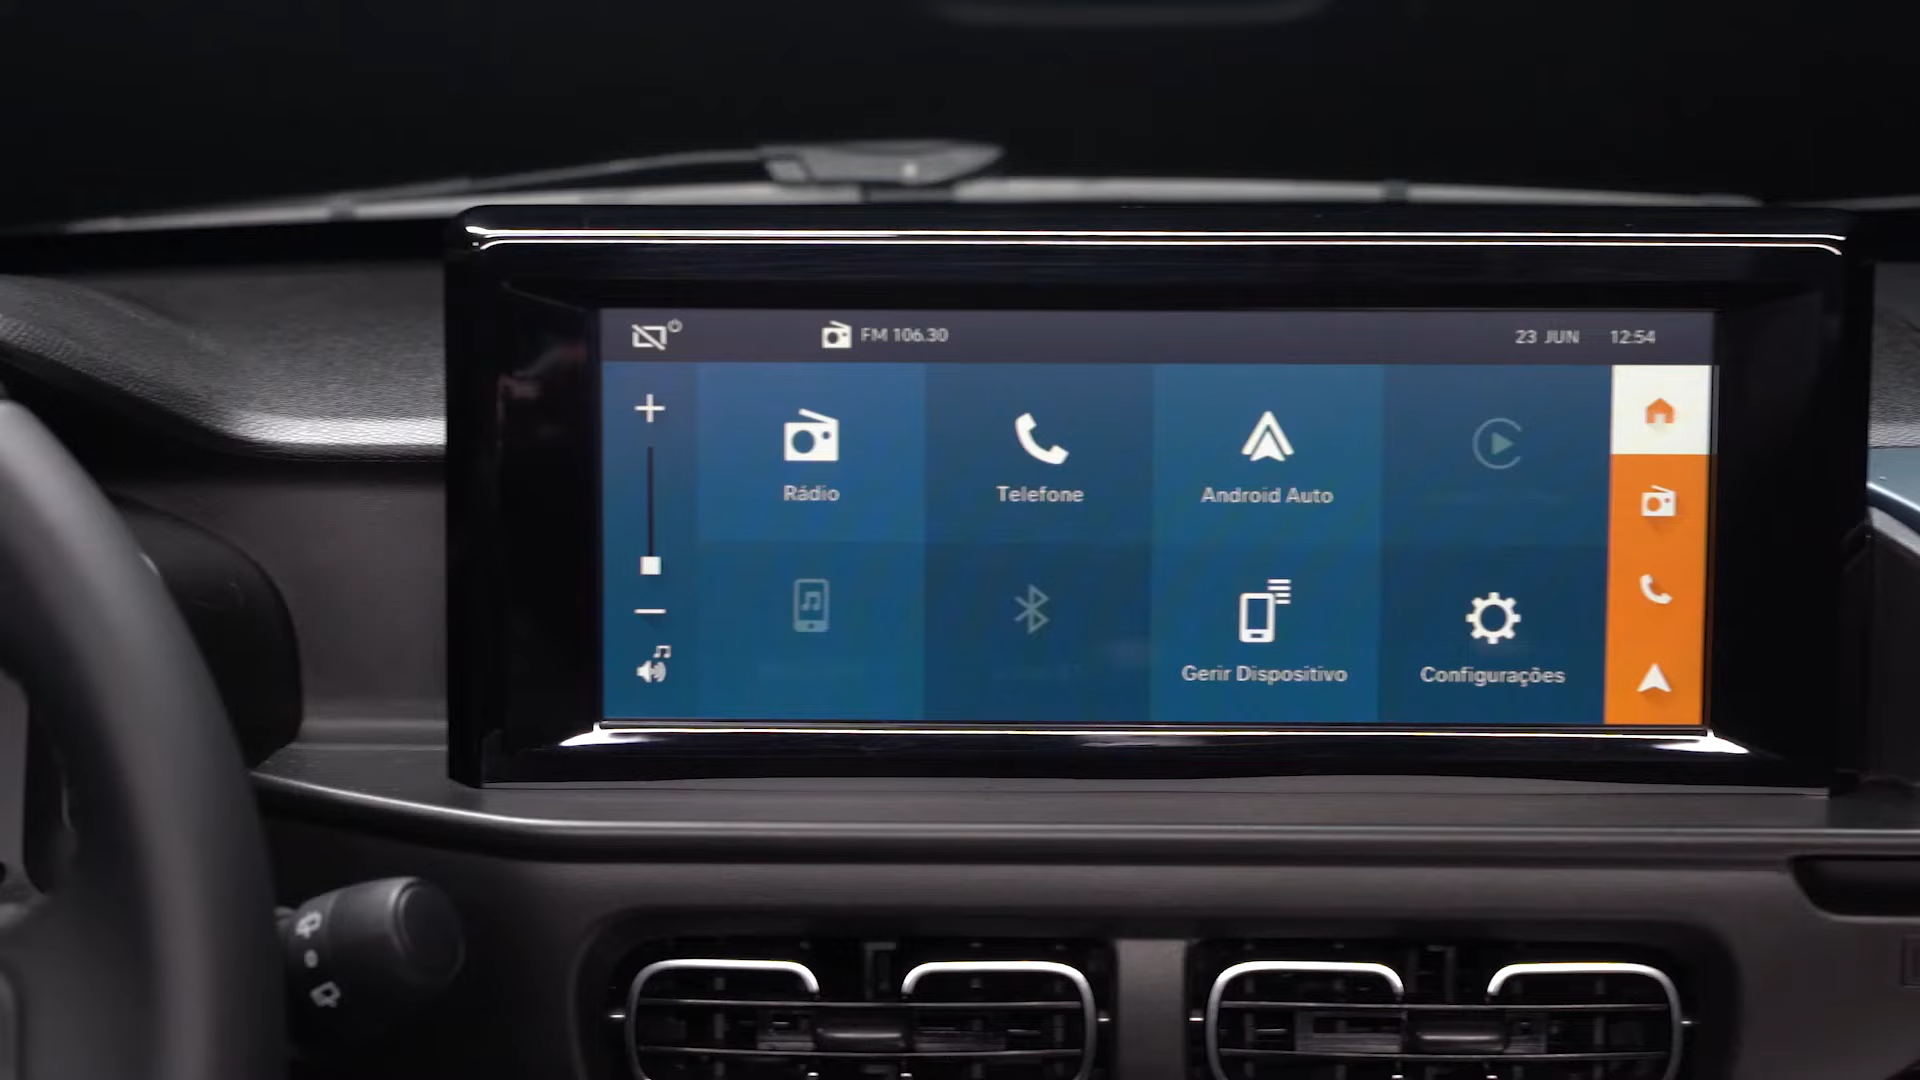 FM 106.30
23 JUN 12:54
Rádio
Telefone
Android Auto
Gerir Dispositivo
Configurações